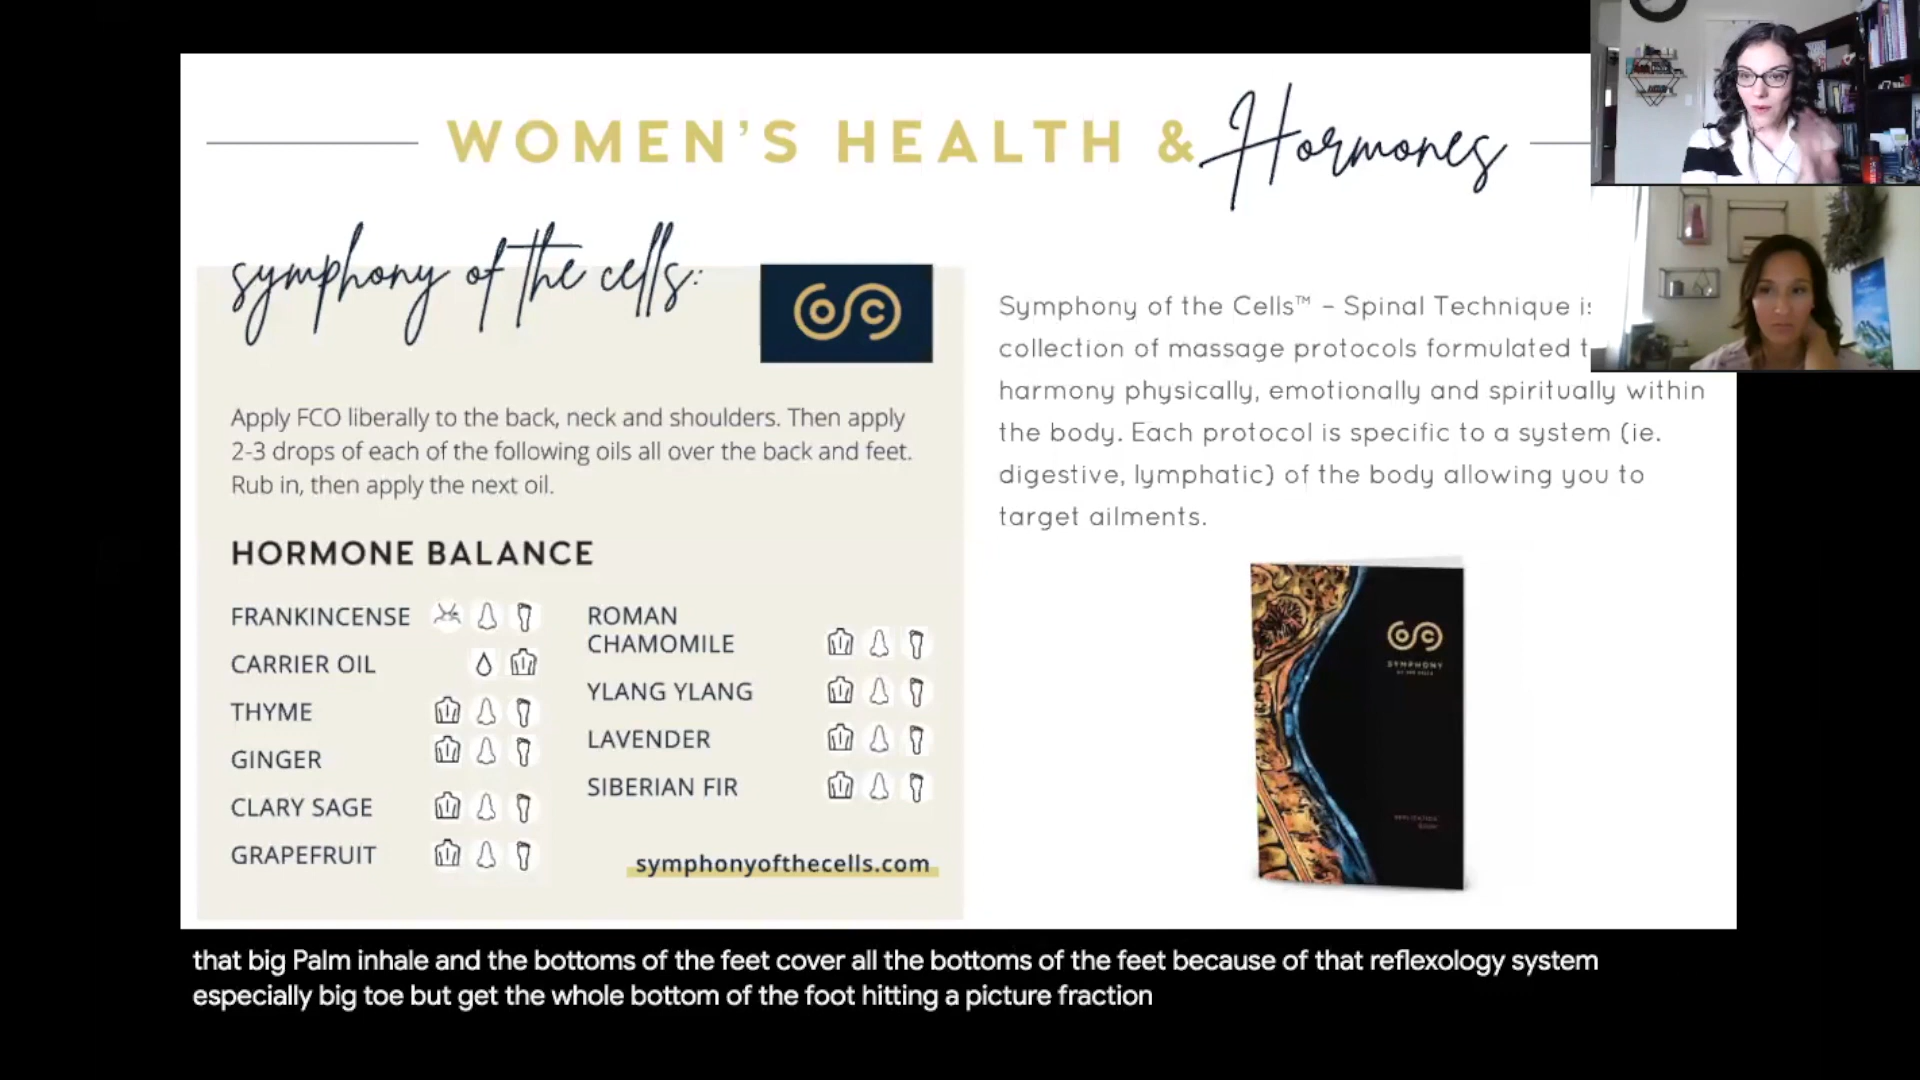 WOMEN'S HEALTH & Hormones
symphony of the cells:
Apply FCO liberally to the back, neck and shoulders. Then apply
2-3 drops of each of the following oils all over the back and feet.
Rub in, then apply the next oil.
HORMONE BALANCE
FRANKINCENSE
CARRIER OIL
THYME
GINGER
CLARY SAGE
GRAPEFRUIT
ROMAN
CHAMOMILE
YLANG YLANG
LAVENDER
SIBERIAN FIR
symphonyofthecells.com
Symphony of the Cells™ – Spinal Technique is
collection of massage protocols formulated
harmony physically, emotionally and spiritually within
the body. Each protocol is specific to a system (ie.
digestive, lymphatic) of the body allowing you to
target ailments.
SYMPHONY
that big Palm inhale and the bottoms of the feet cover all the bottoms of the feet because of that reflexology system
especially big toe but get the whole bottom of the foot hitting a picture fraction